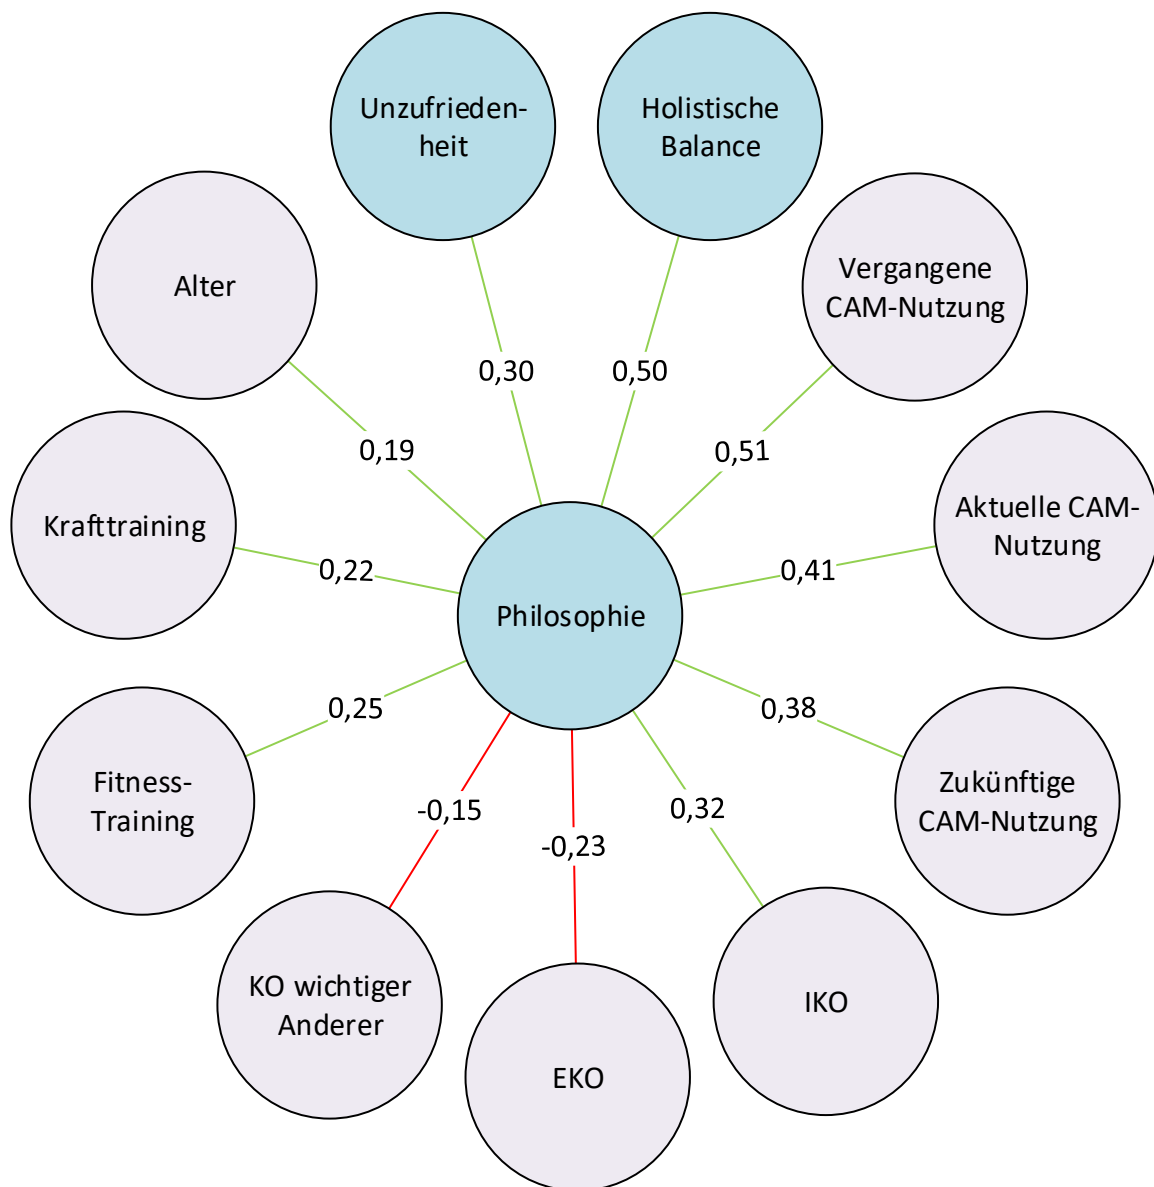 Unzufrieden-
heit
Holistische
Balance
Alter
Vergangene
CAM-Nutzung
0,30
0,50
0,19
0,51
Krafttraining
Aktuelle CAM-
Nutzung
0,22
0,41
Philosophie
0,25
0,38
Fitness-
Training
Zukünftige
CAM-Nutzung
-0,15
-0,23
0,32
KO wichtiger
Anderer
EKO
IKO